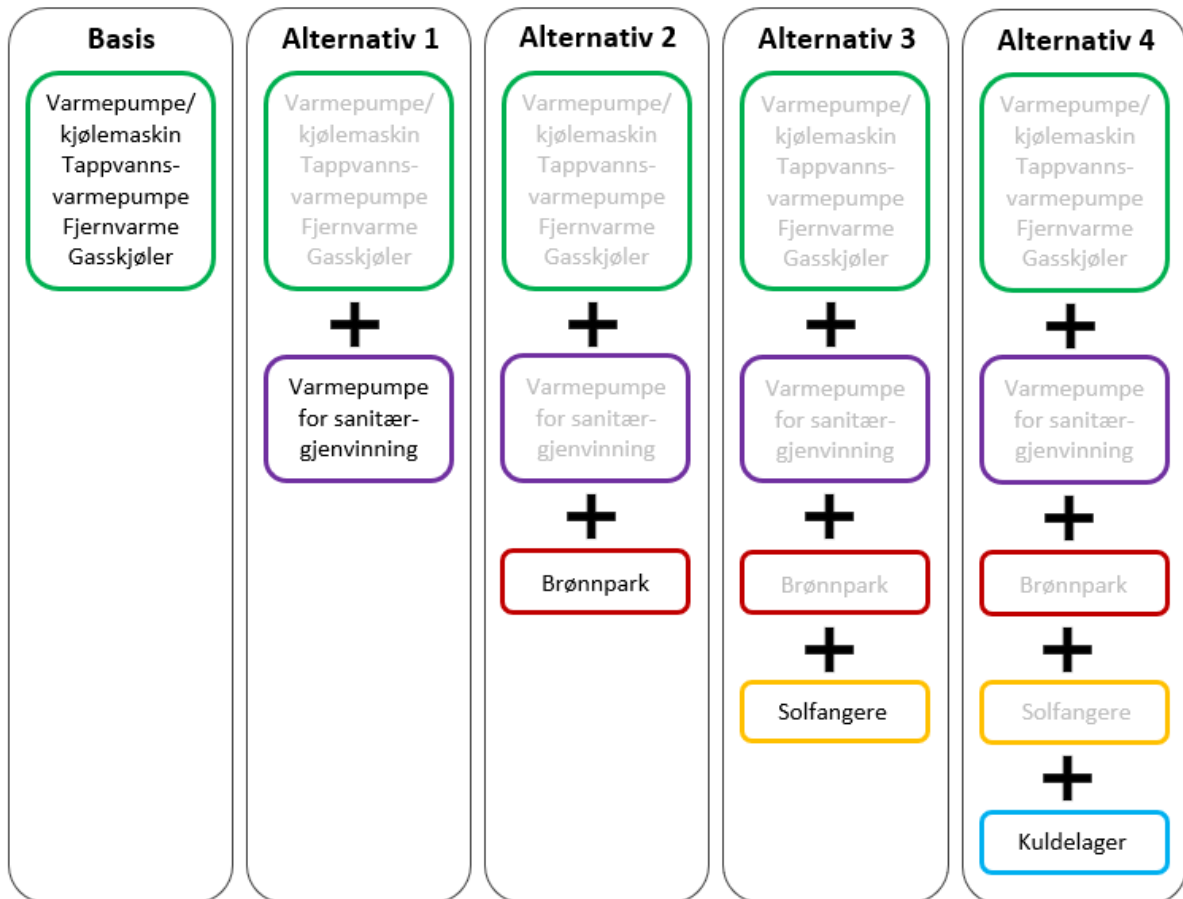 Basis
Varmepumpe/
kjølemaskin
Tappvanns-
varmepumpe
Fjernvarme
Gasskjøler
Alternativ 1
Varmepumpe/
kjølemaskin
Tappvanns-
varmepumpe
Fjernvarme
Gasskjøler
+
Varmepumpe
for sanitær-
gjenvinning
Alternativ 2
Varmepumpe/
kjølemaskin
Tappvanns-
varmepumpe
Fjernvarme
Gasskjøler
+
Varmepumpe
for sanitær-
gjenvinning
+
Brønnpark
Alternativ 3
Varmepumpe/
kjølemaskin
Tappvanns-
varmepumpe
Fjernvarme
Gasskjøler
+
Varmepumpe
for sanitær-
gjenvinning
+
Brønnpark
+
Solfangere
Alternativ 4
Varmepumpe/
kjølemaskin
Tappvanns-
varmepumpe
Fjernvarme
Gasskjøler
+
Varmepumpe
for sanitær-
gjenvinning
+
Brønnpark
+
Solfangere
+
Kuldelager